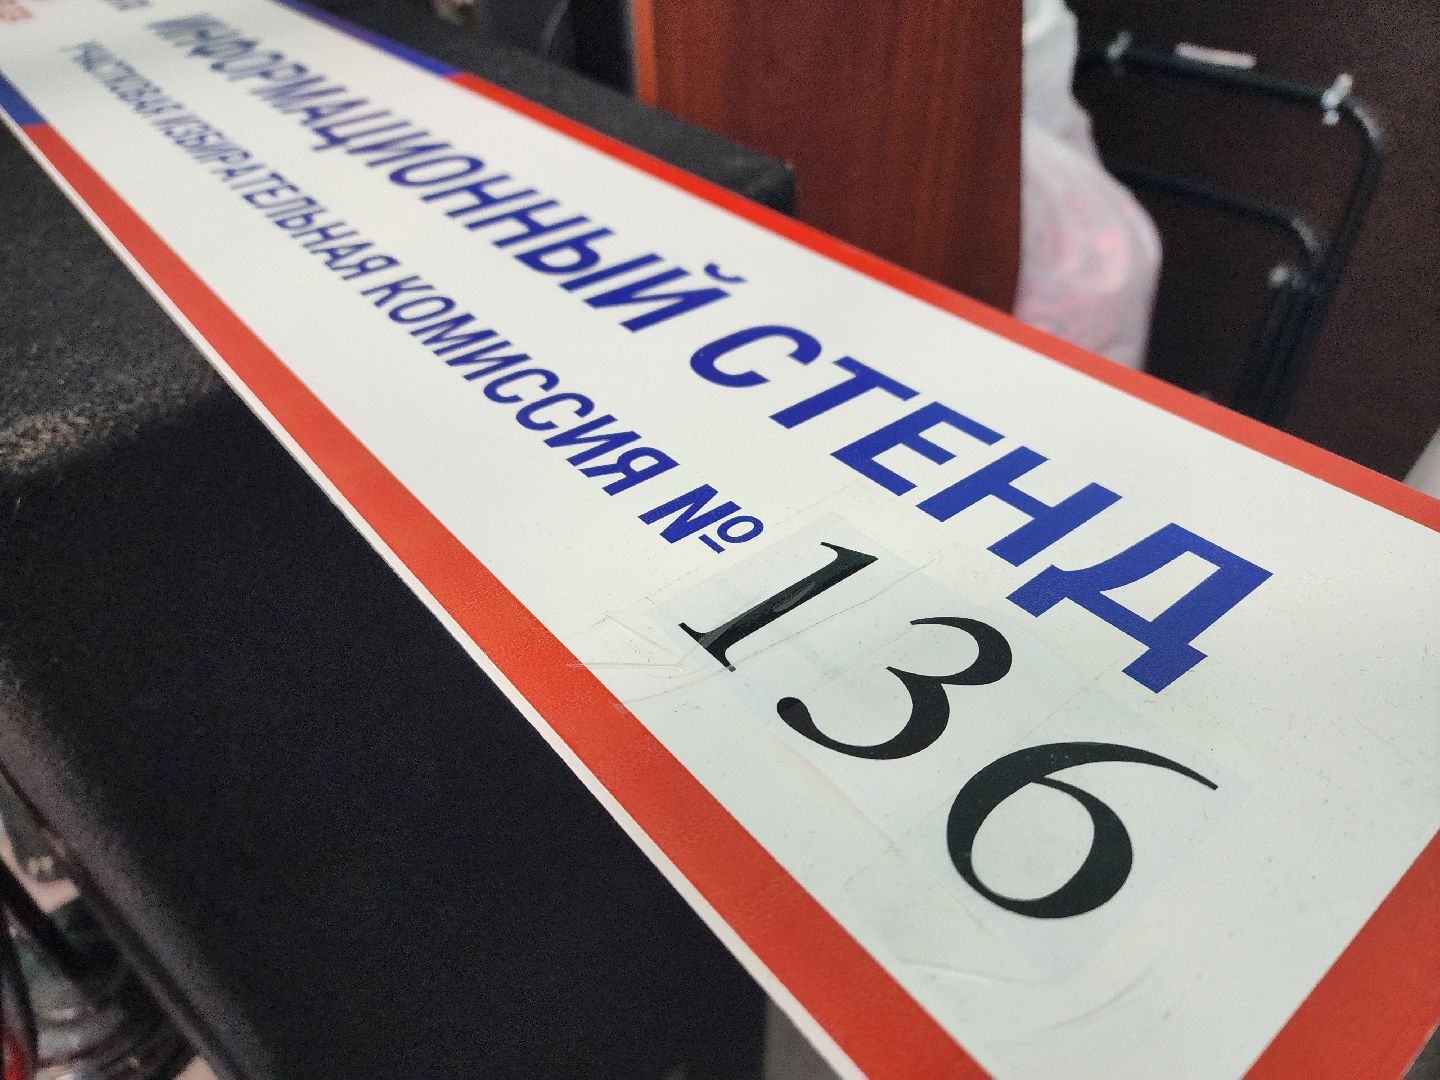 ИНФОРМАЦИОННЫЙ СТЕНД
УЧАСТКОВАЯ ИЗБИРАТЕЛЬНАЯ КОМИССИЯ № 136